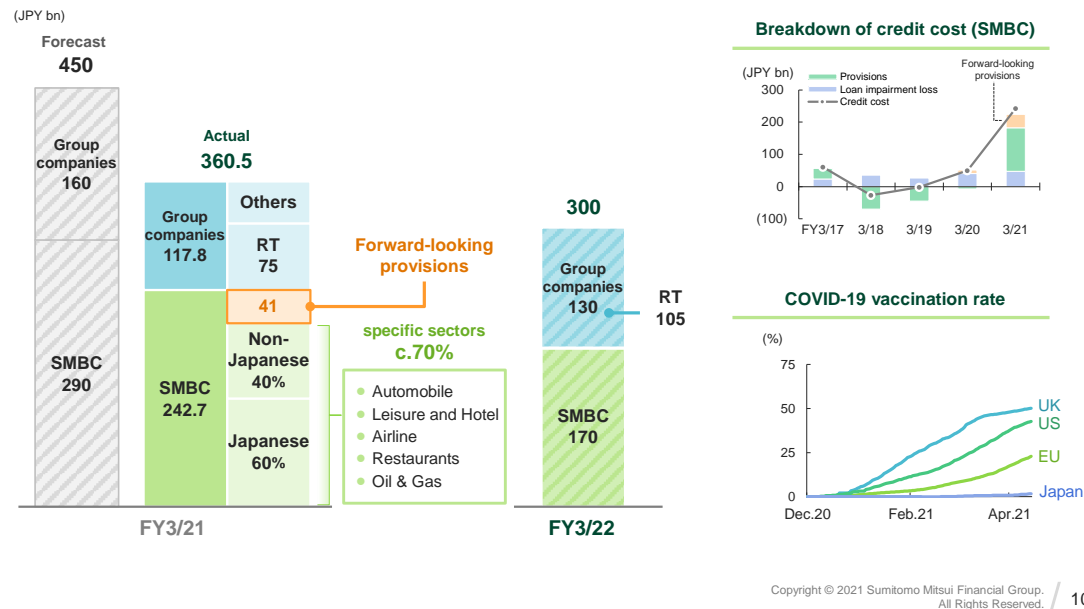 (JPY bn)
Forecast
450
Group
companies
160
SMBC
290
Actual
360.5
Group
companies
117.8
SMBC
242.7
Others
RT
75
41
Non-
Japanese
40%
Japanese
60%
Forward-looking
provisions
specific sectors
c.70%
Automobile
Leisure and Hotel
Airline
Restaurants
Oil & Gas
FY3/21
300
Group
companies
130
RT
105
SMBC
170
FY3/22
Breakdown of credit cost (SMBC)
(JPY bn)
Provisions
Loan impairment loss
Credit cost
Forward-looking
provisions
300
200
100
0
(100)
FY3/17 3/18 3/19 3/20 3/21
COVID-19 vaccination rate
(%)
75
50
25
0
UK
US
EU
Japan
Dec.20 Feb.21 Apr.21
Copyright © 2021 Sumitomo Mitsui Financial Group.
All Rights Reserved.